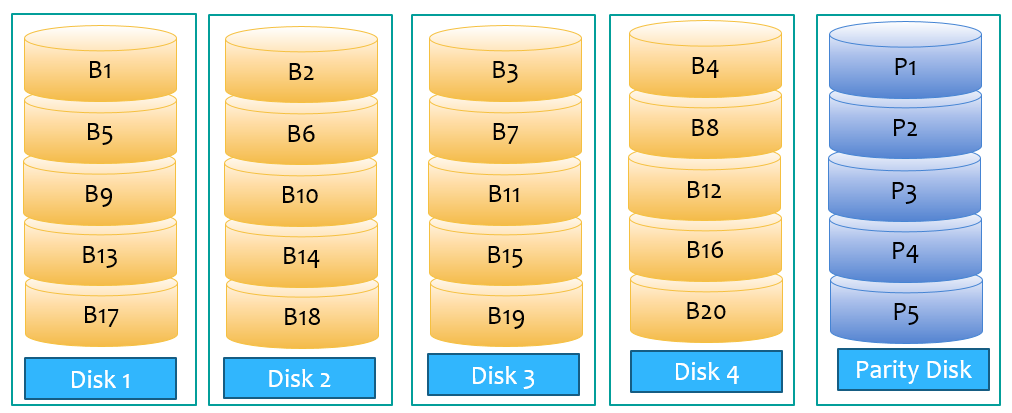 B1 B2 B3 B4 P1
B5 B6 B7 B8 P2
B9 B10 B11 B12 P3
B13 B14 B15 B16 P4
B17 B18 B19 B20 P5
Disk 1 Disk 2 Disk 3 Disk 4 Parity Disk